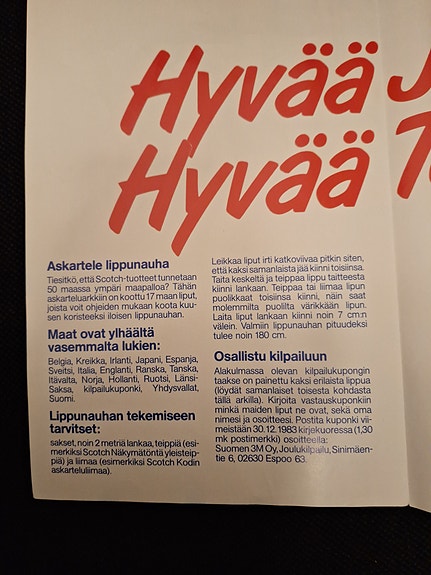 Hyvää J
Hyvää T
Askartele lippunauha
Tiesitkö, että Scotch-tuotteet tunnetaan
50 maassa ympäri maapalloa? Tähän
askarteluarkkiin on koottu 17 maan liput,
joista voit ohjeiden mukaan koota kuu-
sen koristeeksi iloisen lippunauhan.
Maat ovat ylhäältä
vasemmalta lukien:
Belgia, Kreikka, Irlanti, Japani, Espanja,
Sveitsi, Italia, Englanti, Ranska, Tanska,
Itävalta, Norja, Hollanti, Ruotsi, Länsi-
Saksa, kilpailukuponki, Yhdysvallat,
Suomi.
Lippunauhan tekemiseen
tarvitset:
sakset, noin 2 metriä lankaa, teippiä (esi-
merkiksi Scotch Näkymätöntä yleisteip-
piä) ja liimaa (esimerkiksi Scotch Kodin
askarteluliimaa).
Leikkaa liput irti katkoviivaa pitkin siten,
että kaksi samanlaista jää kiinni toisiinsa.
Taita keskeltä ja teippaa lippu taitteesta
kiinni lankaan. Teippaa tai liimaa lipun
puolikkaat toisiinsa kiinni, näin saat
molemmilta puolilta värikkään lipun.
Laita liput lankaan kiinni noin 7 cm:n
välein. Valmiin lippunauhan pituudeksi
tulee noin 180 cm.
Osallistu kilpailuun
Alakulmassa olevan kilpailukupongin
taakse on painettu kaksi erilaista lippua
(löydät samanlaiset toisesta kohdasta
tällä arkilla). Kirjoita vastauskuponkiin
minkä maiden liput ne ovat, sekä oma
nimesi ja osoitteesi. Postita kuponki vii-
meistään 30.12.1983 kirjekuoressa (1,30
mk postimerkki) osoitteella:
Suomen 3M Oy, Joulukilpailu, Sinimäen-
tie 6, 02630 Espoo 63.